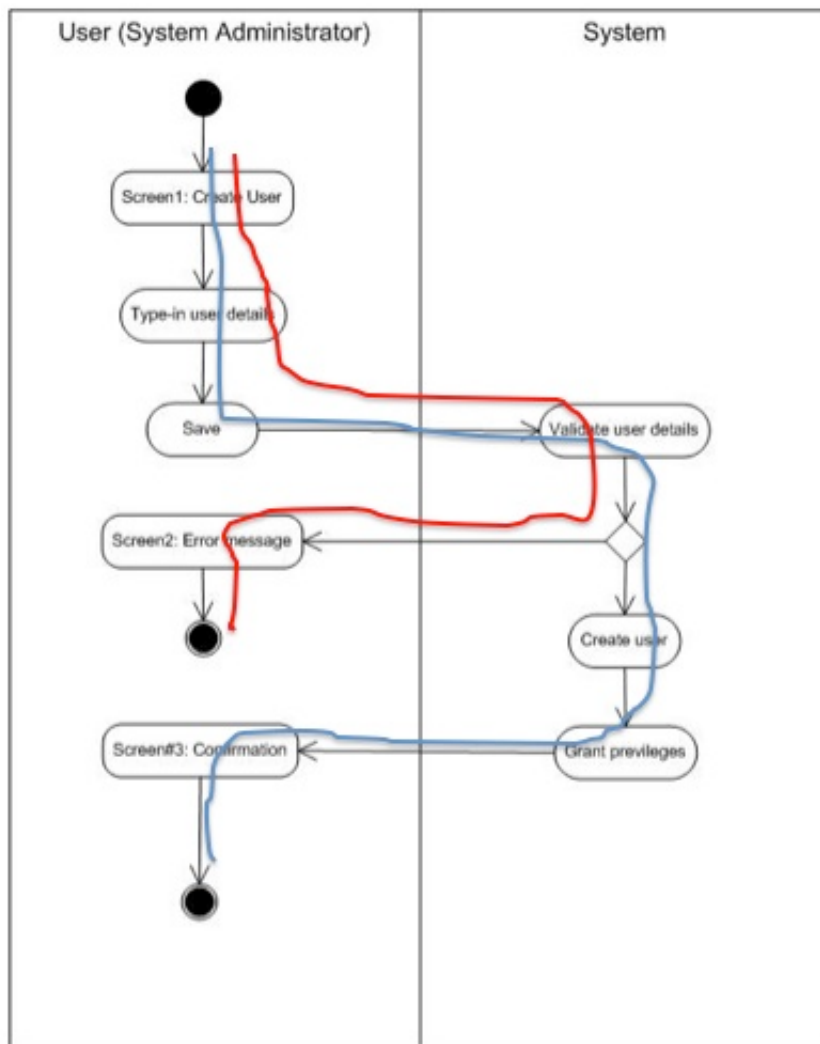 User (System Administrator)
System
Screen1: Create User
Type-in user details
Save
Validate user details
Screen2: Error message
Create user
Screen#3: Confirmation
Grant previleges